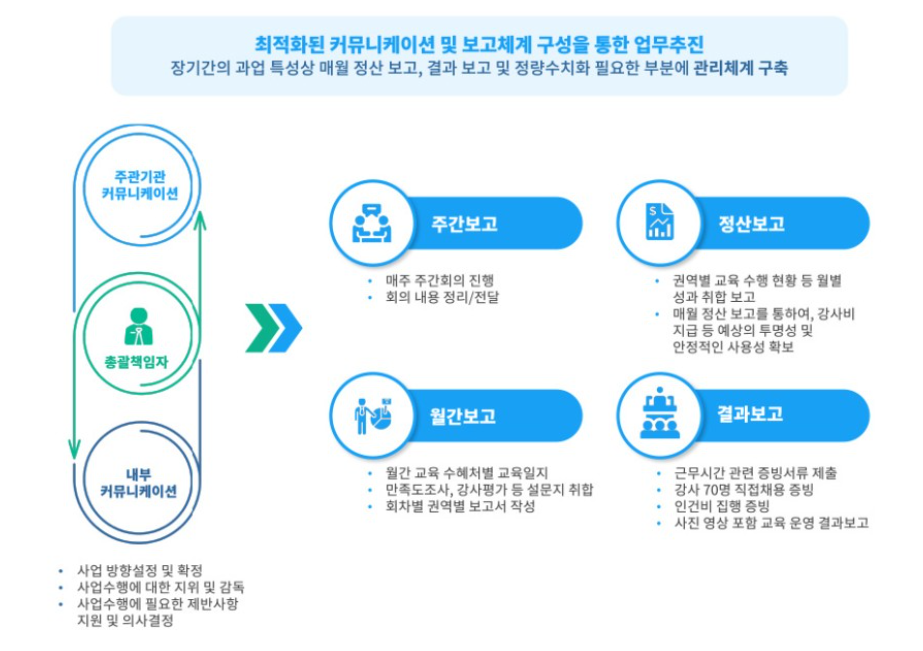 최적화된 커뮤니케이션 및 보고체계 구성을 통한 업무추진
장기간의 과업 특성상 매월 정산 보고, 결과 보고 및 정량수치화 필요한 부분에 관리체계 구축
주관기관
커뮤니케이션
총괄책임자
내부
커뮤니케이션
• 사업 방향설정 및 확정
• 사업수행에 대한 지위 및 감독
• 사업수행에 필요한 제반사항
지원 및 의사결정
주간보고
• 매주 주간회의 진행
• 회의 내용 정리/전달
$
정산보고
• 권역별 교육 수행 현황 등 월별
성과 취합 보고
• 매월 정산 보고를 통하여, 강사비
지급 등 예상의 투명성 및
안정적인 사용성 확보
월간보고
• 월간 교육 수혜처별 교육일지
• 만족도조사, 강사평가 등 설문지 취합
• 회차별 권역별 보고서 작성
결과보고
• 근무시간 관련 증빙서류 제출
• 강사 70명 직접채용 증빙
• 인건비 집행 증빙
• 사진 영상 포함 교육 운영 결과보고